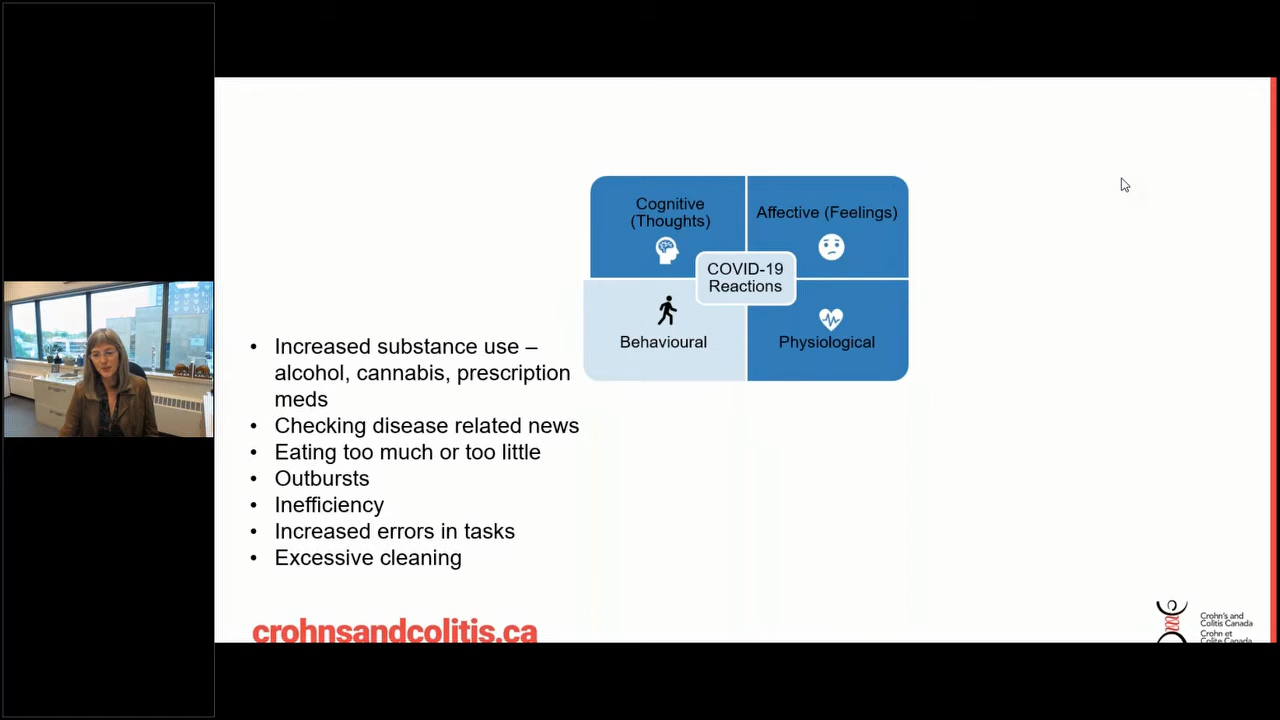 Cognitive
(Thoughts)
Affective (Feelings)
COVID-19
Reactions
Behavioural
Physiological
• Increased substance use –
alcohol, cannabis, prescription
meds
• Checking disease related news
• Eating too much or too little
• Outbursts
• Inefficiency
• Increased errors in tasks
• Excessive cleaning
crohnsandcolitis.ca
Crohn's and
Colitis Canada
Crohn et
Colite Canada